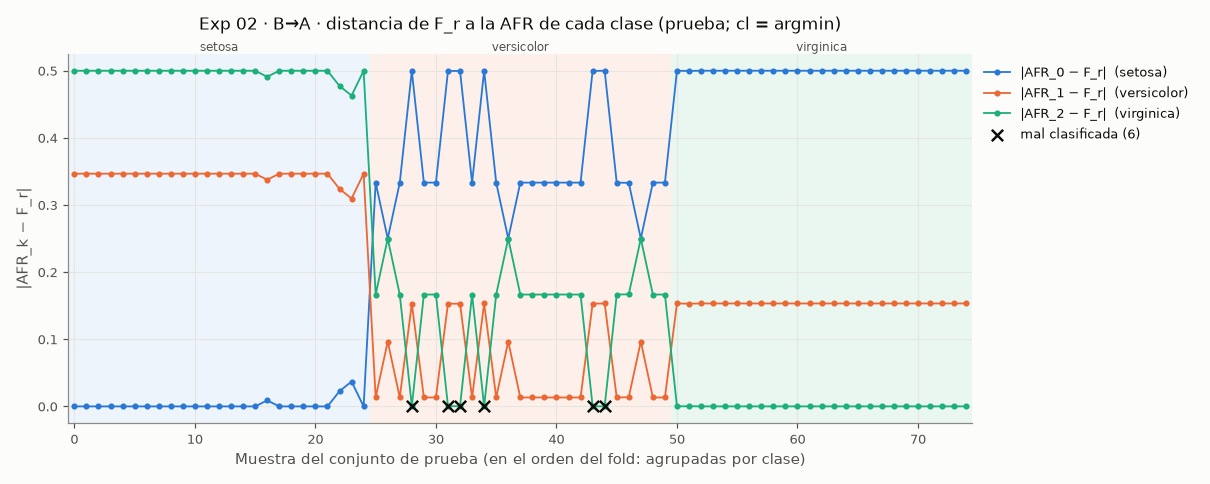 Exp 02 · B→A · distancia de F_r a la AFR de cada clase (prueba; cl = argmin)
setosa versicolor virginica
|AFR_0 − F_r| (setosa)
|AFR_1 − F_r| (versicolor)
|AFR_2 − F_r| (virginica)
mal clasificada (6)
|AFR_k − F_r|
0.5
0.4
0.3
0.2
0.1
0.0
0 10 20 30 40 50 60 70
Muestra del conjunto de prueba (en el orden del fold: agrupadas por clase)